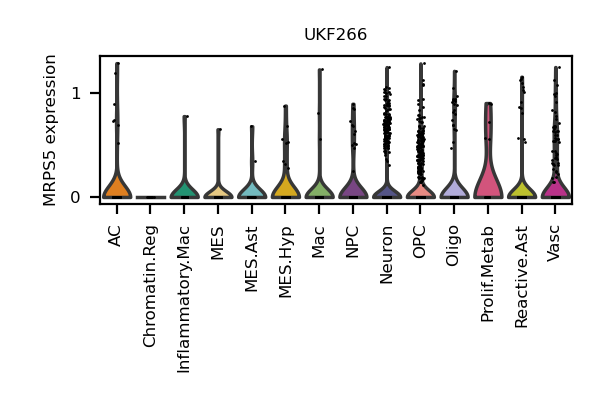 UKF266
MRPS5 expression
1
0
AC
Chromatin.Reg
Inflammatory.Mac
MES
MES.Ast
MES.Hyp
Mac
NPC
Neuron
OPC
Oligo
Prolif.Metab
Reactive.Ast
Vasc